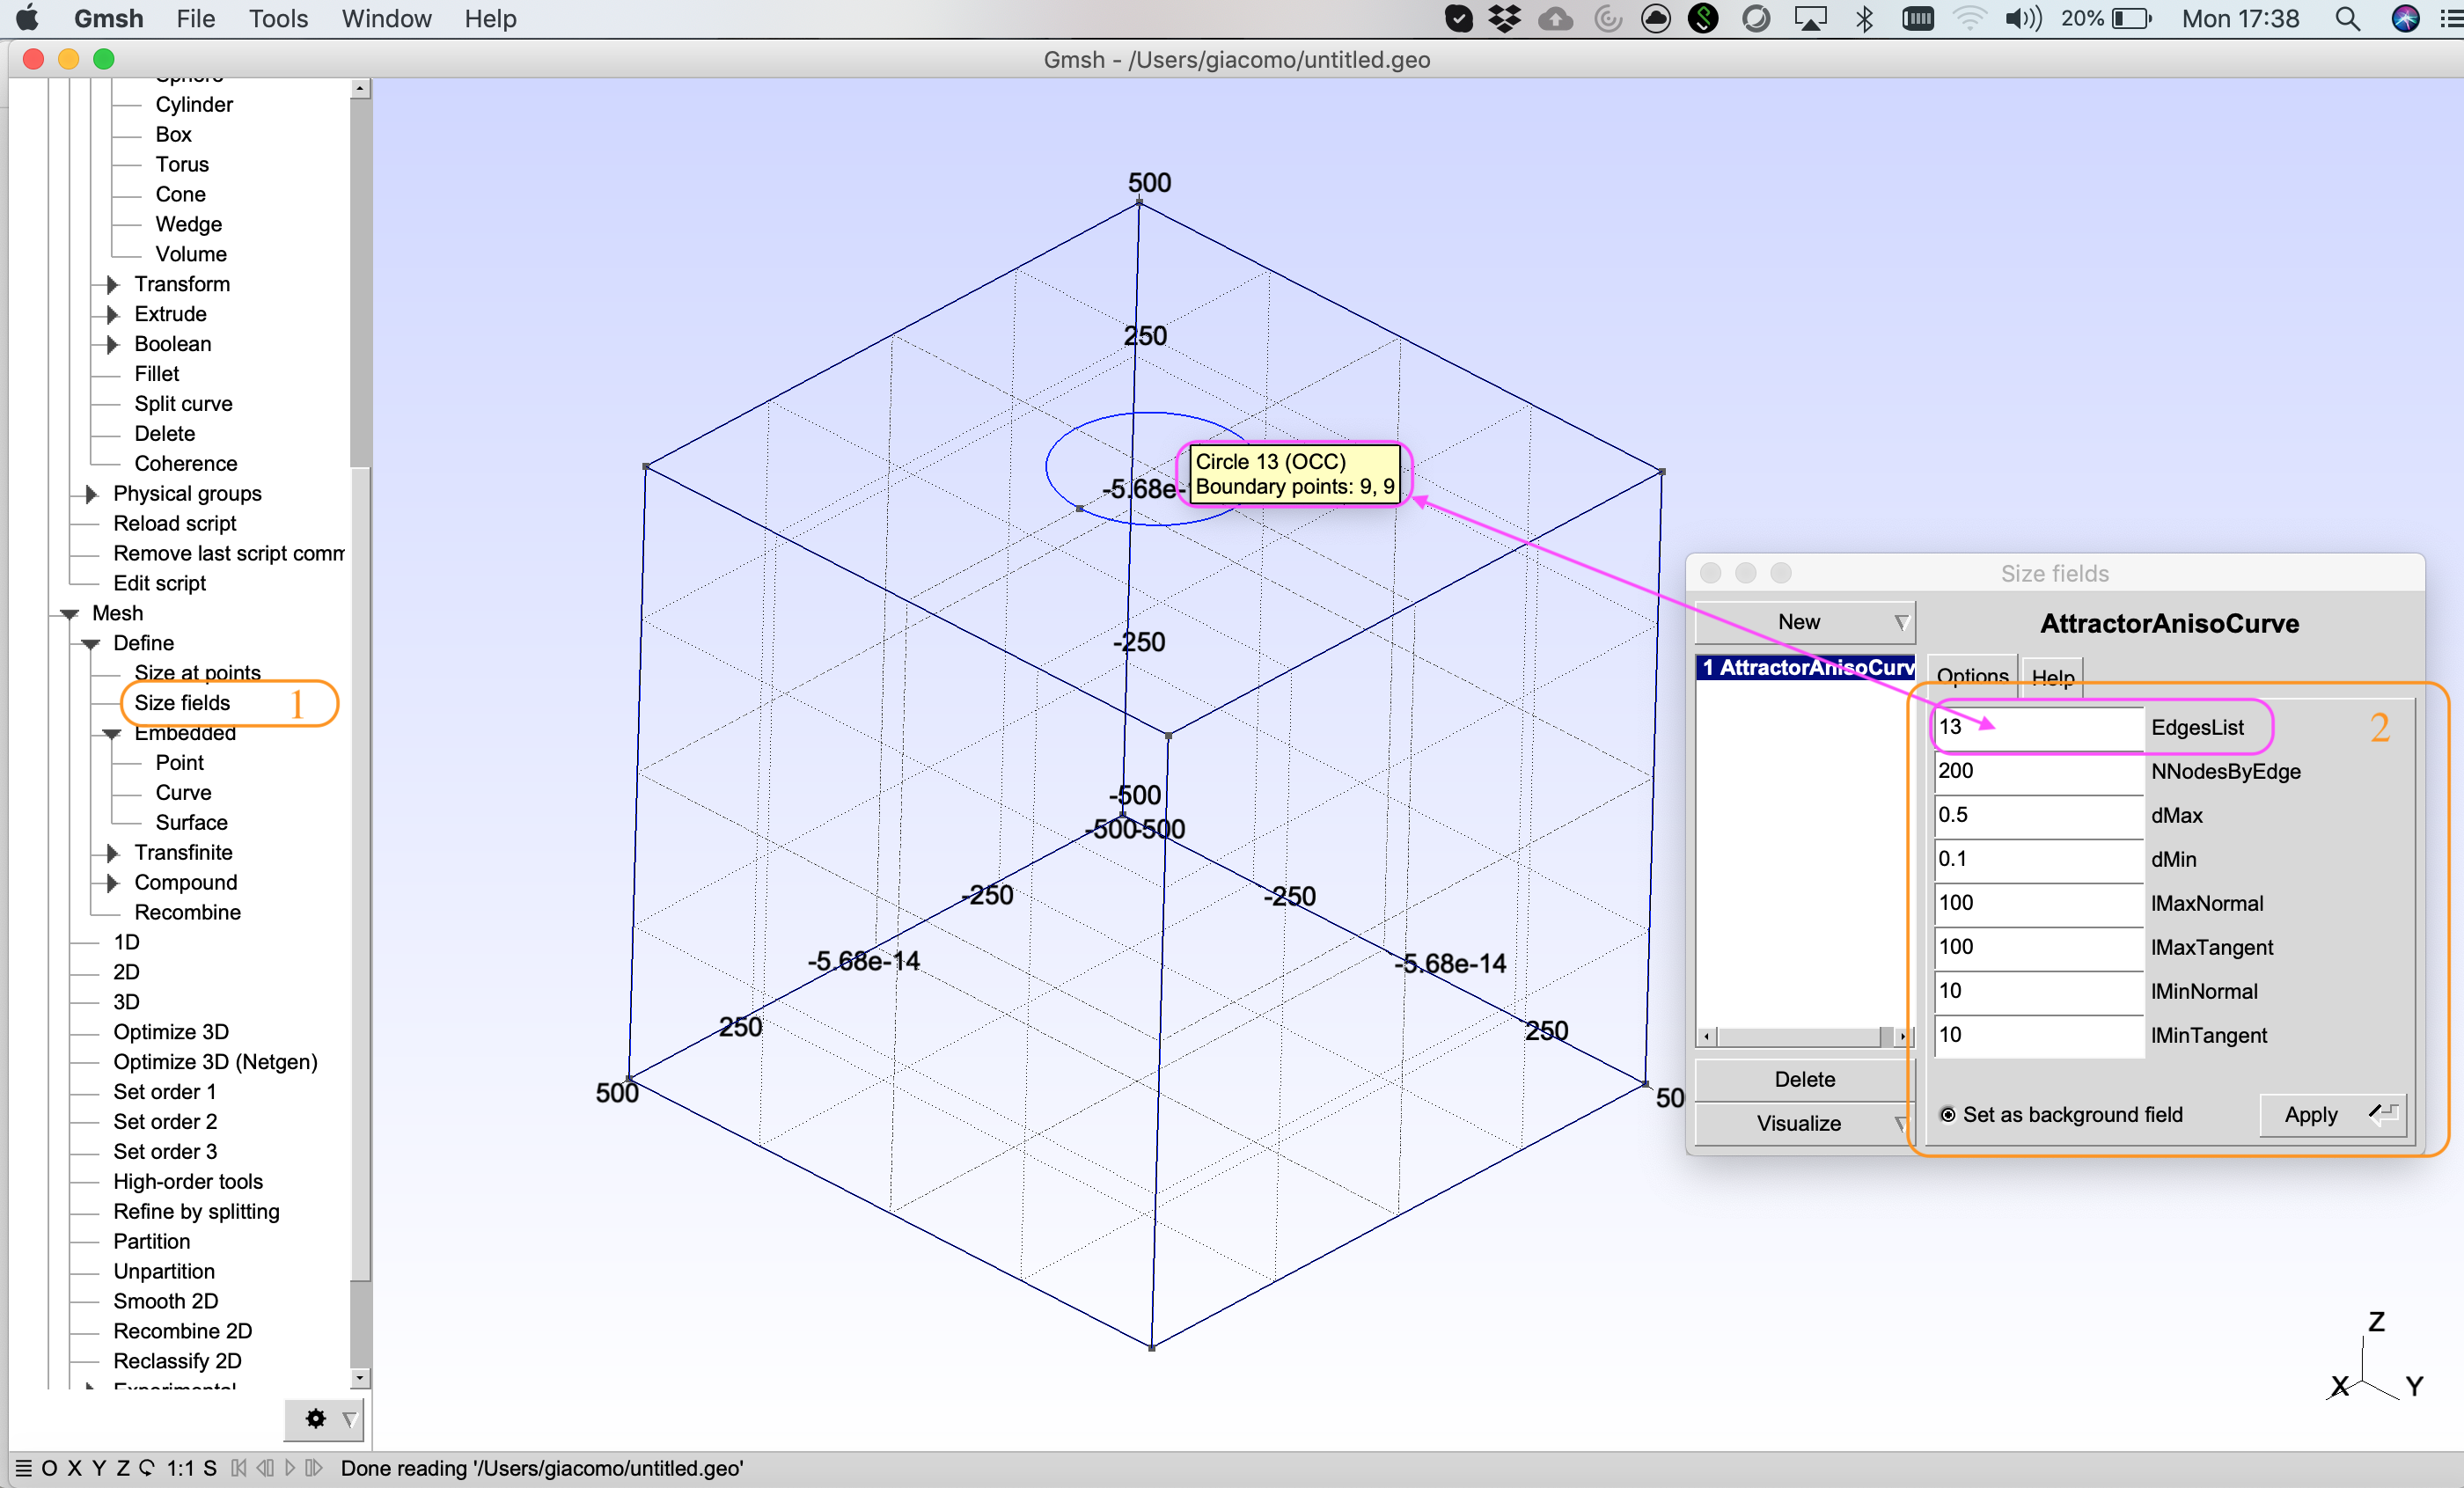 Gmsh File Tools Window Help 20% Mon 17:38
Gmsh - /Users/giacomo/untitled.geo
Sphere
Cylinder
Box
Torus
Cone
Wedge
Volume
Transform
Extrude
Boolean
Fillet
Split curve
Delete
Coherence
Physical groups
Reload script
Remove last script comm
Edit script
Mesh
Define
Size at points
Size fields 1
Embedded
Point
Curve
Surface
Transfinite
Compound
Recombine
1D
2D
3D
Optimize 3D
Optimize 3D (Netgen)
Set order 1
Set order 2
Set order 3
High-order tools
Refine by splitting
Partition
Unpartition
Smooth 2D
Recombine 2D
Reclassify 2D
Experimental
500
250
-5.68e-
Circle 13 (OCC)
Boundary points: 9, 9
-250
-500
-500-500
-250 -250
-5.68e-14 -5.68e-14
250 250
500 50
Size fields
New
AttractorAnisoCurve
1 AttractorAnisoCurv
Options Help
13 EdgesList 2
200 NNodesByEdge
0.5 dMax
0.1 dMin
100 lMaxNormal
100 lMaxTangent
10 lMinNormal
10 lMinTangent
Delete
Visualize
Set as background field Apply
Z
X Y
O X Y Z 1:1 S Done reading '/Users/giacomo/untitled.geo'